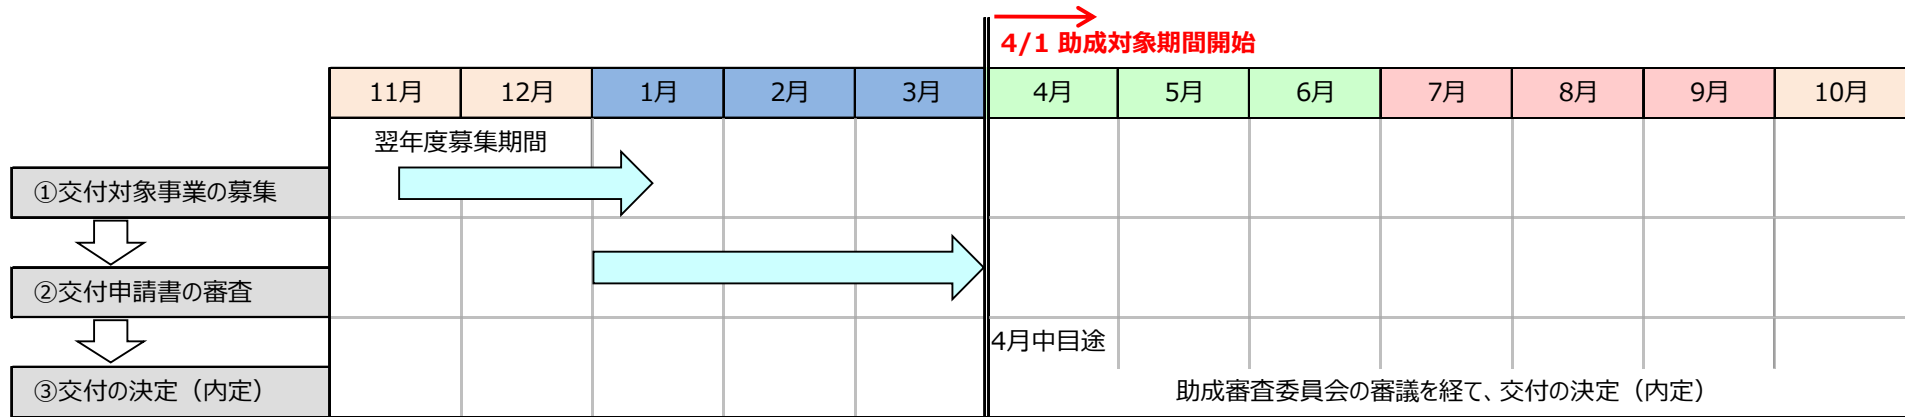 4/1 助成対象期間開始
11月 12月 1月 2月 3月 4月 5月 6月 7月 8月 9月 10月
翌年度募集期間
①交付対象事業の募集
②交付申請書の審査
4月中目途
③交付の決定（内定）
助成審査委員会の審議を経て、交付の決定（内定）